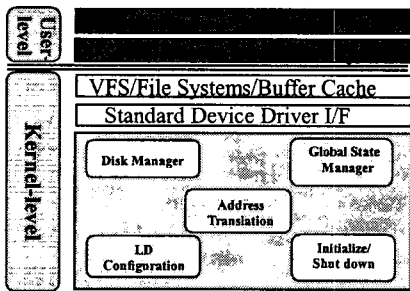 User-
level
VFS/File Systems/Buffer Cache
Standard Device Driver I/F
Kernel-level
Disk Manager
Global State
Manager
Address
Translation
LD
Configuration
Initialize/
Shut down